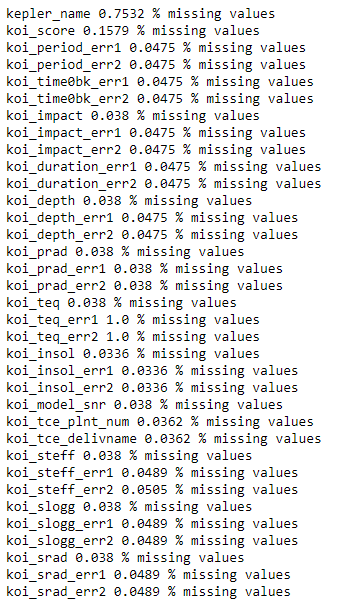 kepler_name 0.7532 % missing values
koi_score 0.1579 % missing values
koi_period_err1 0.0475 % missing values
koi_period_err2 0.0475 % missing values
koi_time0bk_err1 0.0475 % missing values
koi_time0bk_err2 0.0475 % missing values
koi_impact 0.038 % missing values
koi_impact_err1 0.0475 % missing values
koi_impact_err2 0.0475 % missing values
koi_duration_err1 0.0475 % missing values
koi_duration_err2 0.0475 % missing values
koi_depth 0.038 % missing values
koi_depth_err1 0.0475 % missing values
koi_depth_err2 0.0475 % missing values
koi_prad 0.038 % missing values
koi_prad_err1 0.038 % missing values
koi_prad_err2 0.038 % missing values
koi_teq 0.038 % missing values
koi_teq_err1 1.0 % missing values
koi_teq_err2 1.0 % missing values
koi_insol 0.0336 % missing values
koi_insol_err1 0.0336 % missing values
koi_insol_err2 0.0336 % missing values
koi_model_snr 0.038 % missing values
koi_tce_plnt_num 0.0362 % missing values
koi_tce_delivname 0.0362 % missing values
koi_steff 0.038 % missing values
koi_steff_err1 0.0489 % missing values
koi_steff_err2 0.0505 % missing values
koi_slogg 0.038 % missing values
koi_slogg_err1 0.0489 % missing values
koi_slogg_err2 0.0489 % missing values
koi_srad 0.038 % missing values
koi_srad_err1 0.0489 % missing values
koi_srad_err2 0.0489 % missing values